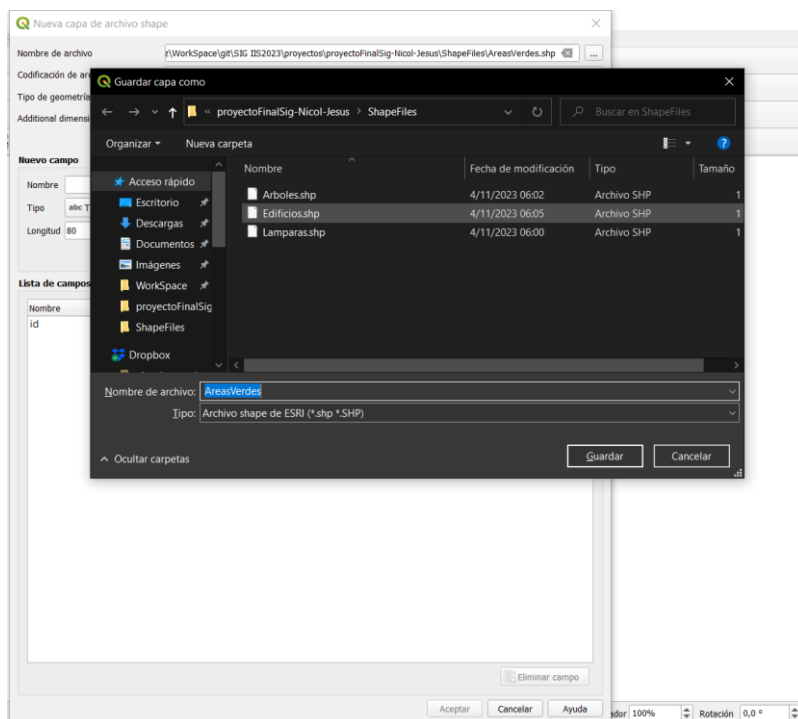 Nueva capa de archivo shape
Nombre de archivo
z\WorkSpace\git\SIG IIS2023\proyectos\proyectoFinalSig-Nicol-Jesus\ShapeFiles\AreasVerdes.shp
...
Codificación de
Guardar capa como
Tipo de geometría
Additional
« proyectoFinalSig-Nicol-Jesus > ShapeFiles
Buscar en ShapeFiles
Organizar
Nueva carpeta
Nuevo campo
Nombre
Fecha de modificación
Tipo
Tamaño
Nombre
Acceso rápido
Arboles.shp
4/11/2023 06:02
Archivo SHP
1
Tipo
abc T
Escritorio
Edificios.shp
4/11/2023 06:05
Archivo SHP
1
Longitud
80
Descargas
Lamparas.shp
4/11/2023 06:00
Archivo SHP
1
Documentos
Imágenes
Lista de campos
WorkSpace
Nombre
proyectoFinalSig
id
ShapeFiles
Dropbox
Nombre de archivo:
AreasVerdes
Tipo:
Archivo shape de ESRI (*.shp *.SHP)
Ocultar carpetas
Guardar
Cancelar
Eliminar campo
Aceptar
Cancelar
Ayuda
ador
100%
Rotación
0,0 °